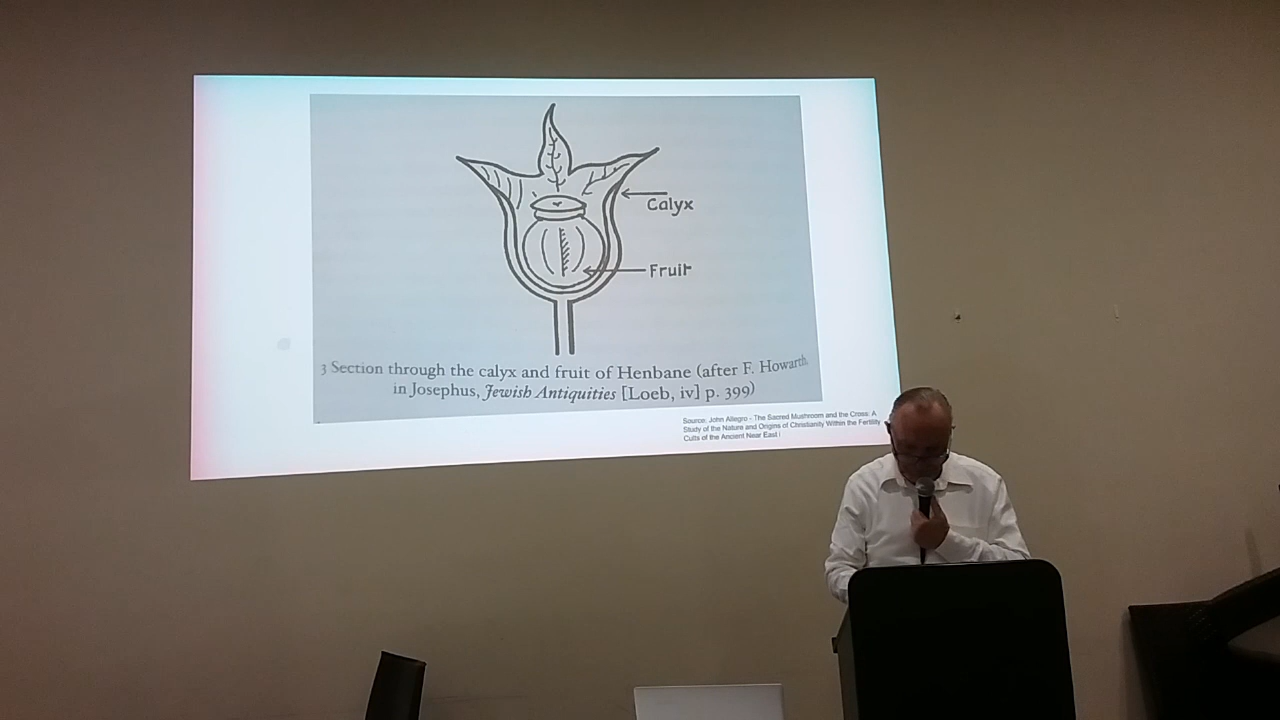 Calyx
Fruit
3 Section through the calyx and fruit of Henbane (after F. Howarth
in Josephus, Jewish Antiquities [Loeb, iv] p. 399)
Source: John Allegro - The Sacred Mushroom and the Cross: A
Study of the Nature and Origins of Christianity Within the Fertility
Cults of the Ancient Near East